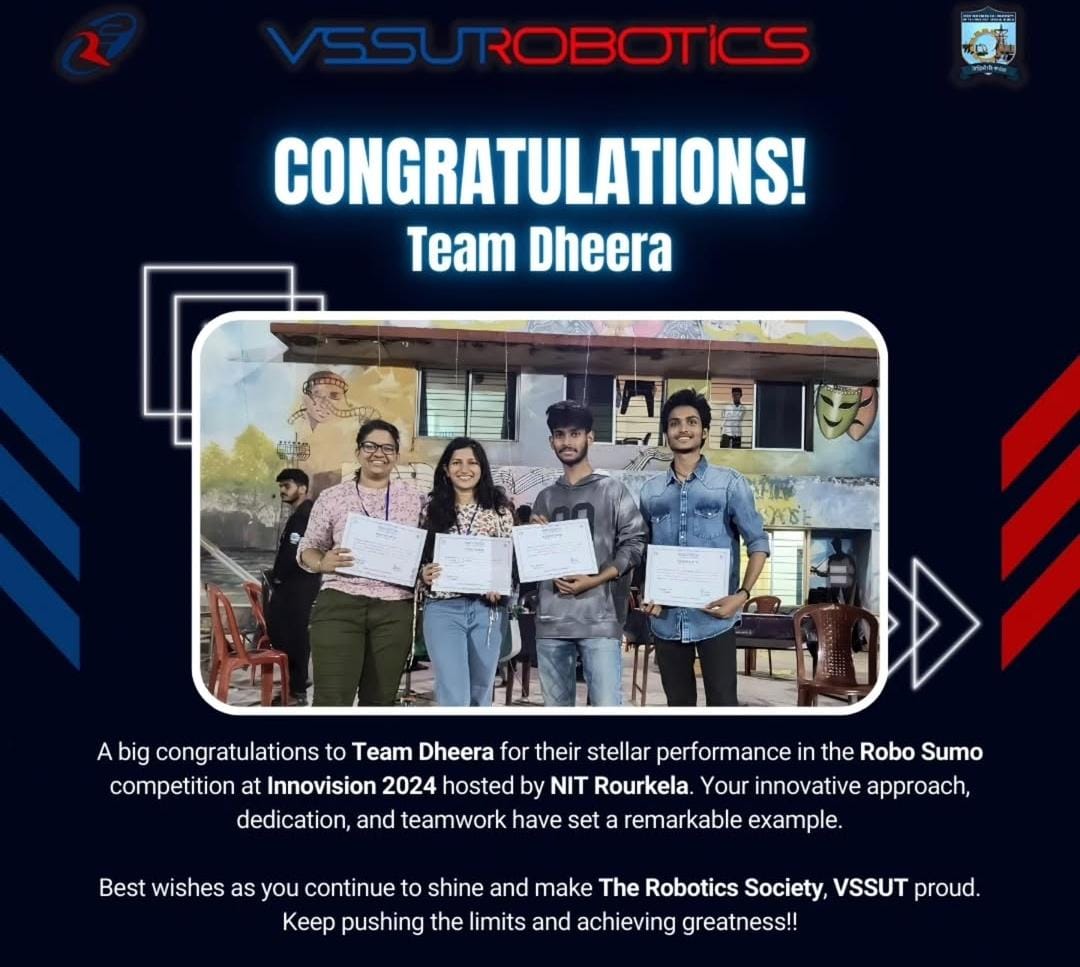 VSSUTROBOTICS
CONGRATULATIONS!
Team Dheera
A big congratulations to Team Dheera for their stellar performance in the Robo Sumo
competition at Innovision 2024 hosted by NIT Rourkela. Your innovative approach,
dedication, and teamwork have set a remarkable example.
Best wishes as you continue to shine and make The Robotics Society, VSSUT proud.
Keep pushing the limits and achieving greatness!!